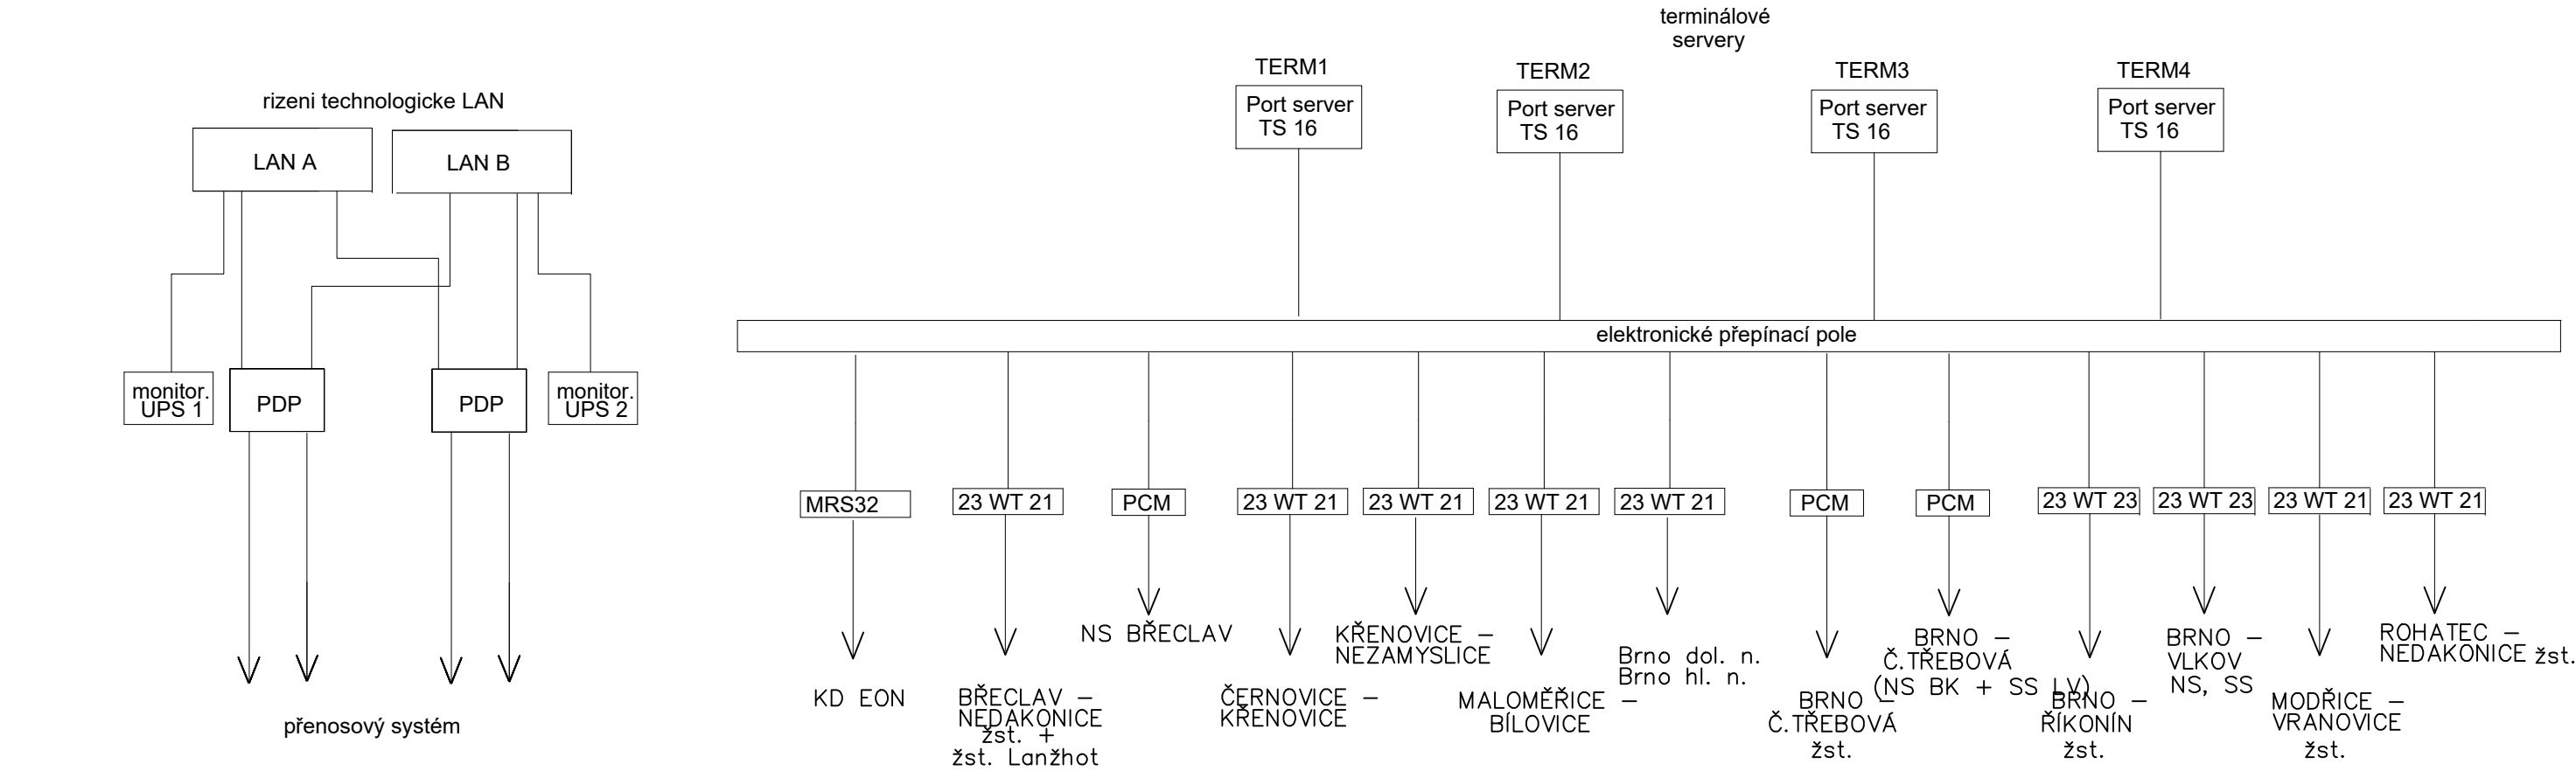 terminálové
servery
rizeni technologicke LAN
LAN A
LAN B
monitor.
UPS 1
PDP
PDP
monitor.
UPS 2
přenosový systém
TERM1
Port server
TS 16
TERM2
Port server
TS 16
TERM3
Port server
TS 16
TERM4
Port server
TS 16
elektronické přepínací pole
MRS32
23 WT 21
PCM
23 WT 21
23 WT 21
23 WT 21
23 WT 21
PCM
PCM
23 WT 23
23 WT 23
23 WT 21
23 WT 21
KD EON
BŘECLAV –
NEDAKONICE
žst. +
žst. Lanžhot
NS BŘECLAV
ČERNOVICE –
KŘENOVICE
KŘENOVICE –
NEZAMYSLICE
MALOMĚŘICE –
BÍLOVICE
Brno dol. n.
Brno hl. n.
BRNO –
Č.TŘEBOVÁ
žst.
BRNO –
Č.TŘEBOVÁ
(NS BK + SS LV)
BRNO –
ŘÍKONÍN
žst.
BRNO –
VLKOV
NS, SS
MODŘICE –
VRANOVICE
žst.
ROHATEC –
NEDAKONICE žst.